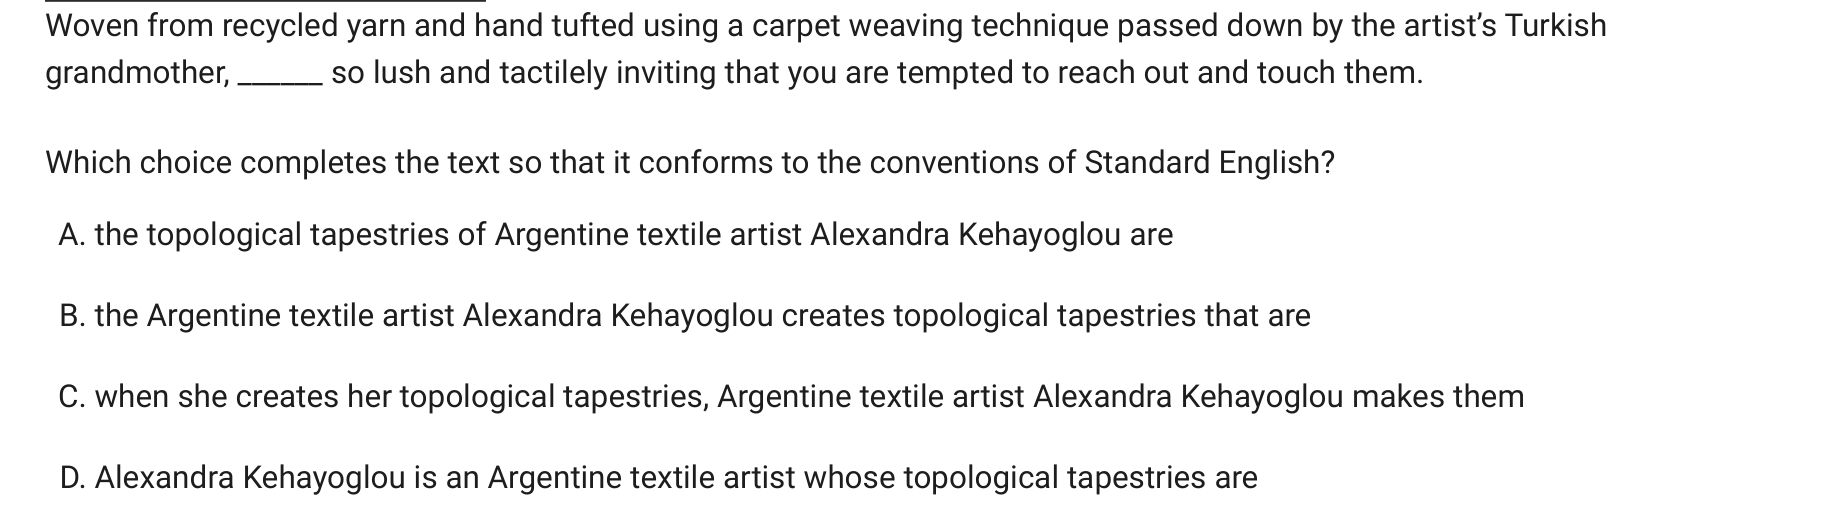 Woven from recycled yarn and hand tufted using a carpet weaving technique passed down by the artist’s Turkish
grandmother, ______ so lush and tactilely inviting that you are tempted to reach out and touch them.
Which choice completes the text so that it conforms to the conventions of Standard English?
A. the topological tapestries of Argentine textile artist Alexandra Kehayoglou are
B. the Argentine textile artist Alexandra Kehayoglou creates topological tapestries that are
C. when she creates her topological tapestries, Argentine textile artist Alexandra Kehayoglou makes them
D. Alexandra Kehayoglou is an Argentine textile artist whose topological tapestries are